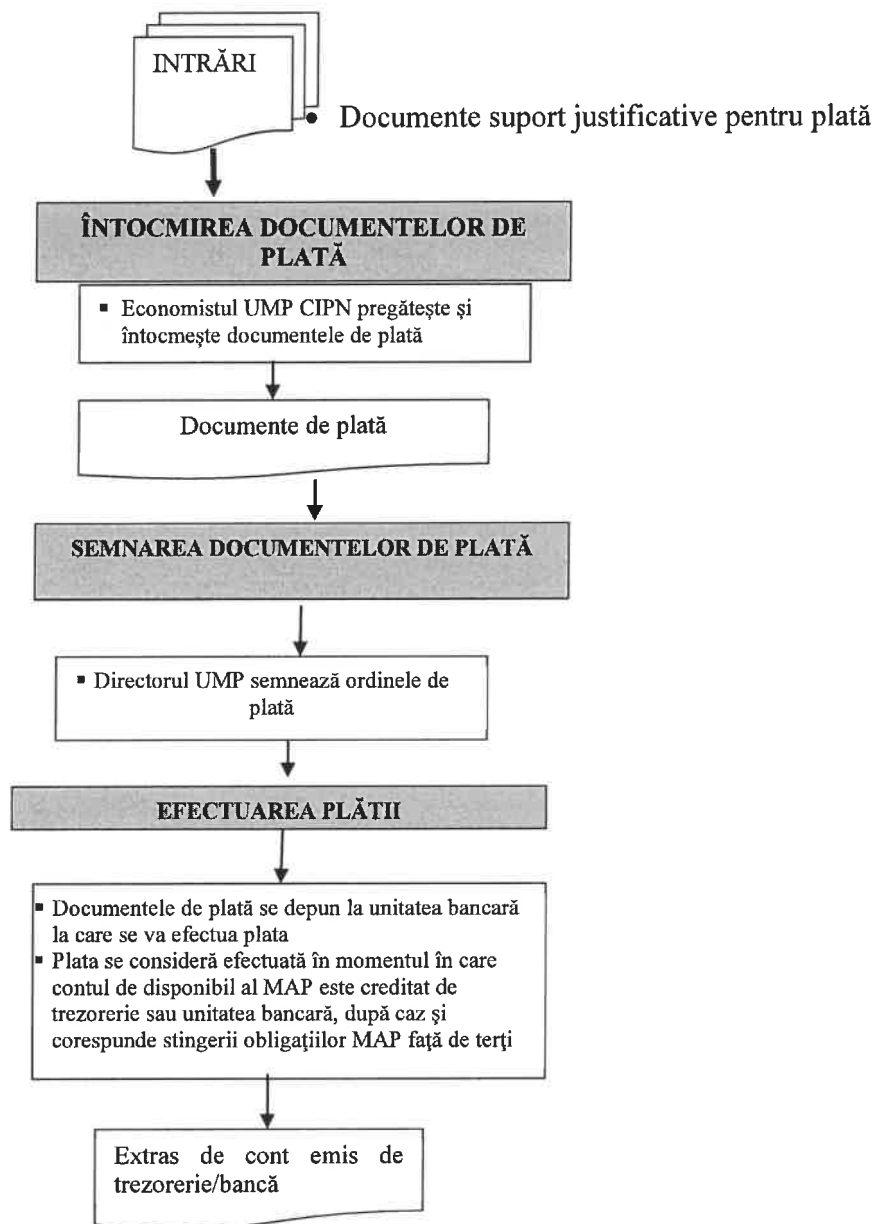 INTRĂRI
• Documente suport justificative pentru plată
ÎNTOCMIREA DOCUMENTELOR DE
PLATĂ
▪ Economistul UMP CIPN pregătește și
întocmește documentele de plată
Documente de plată
SEMNAREA DOCUMENTELOR DE PLATĂ
▪ Directorul UMP semnează ordinele de
plată
EFECTUAREA PLĂTII
▪ Documentele de plată se depun la unitatea bancară
la care se va efectua plata
▪ Plata se consideră efectuată în momentul în care
contul de disponibil al MAP este creditat de
trezorerie sau unitatea bancară, după caz şi
corespunde stingerii obligaţiilor MAP faţă de terţi
Extras de cont emis de
trezorerie/bancă